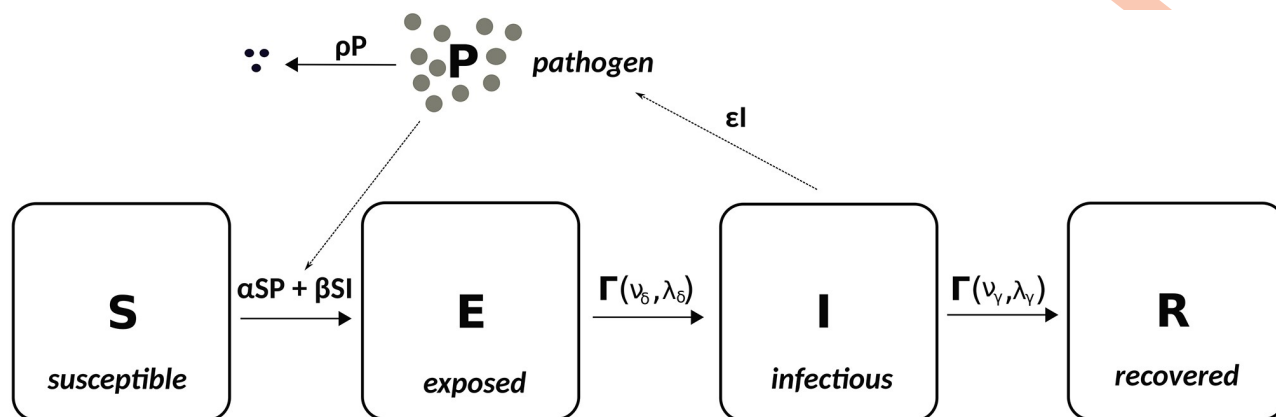 ρP
P
pathogen
εI
αSP + βSI
Γ(νδ,λδ)
Γ(νγ,λγ)
S
E
I
R
susceptible
exposed
infectious
recovered